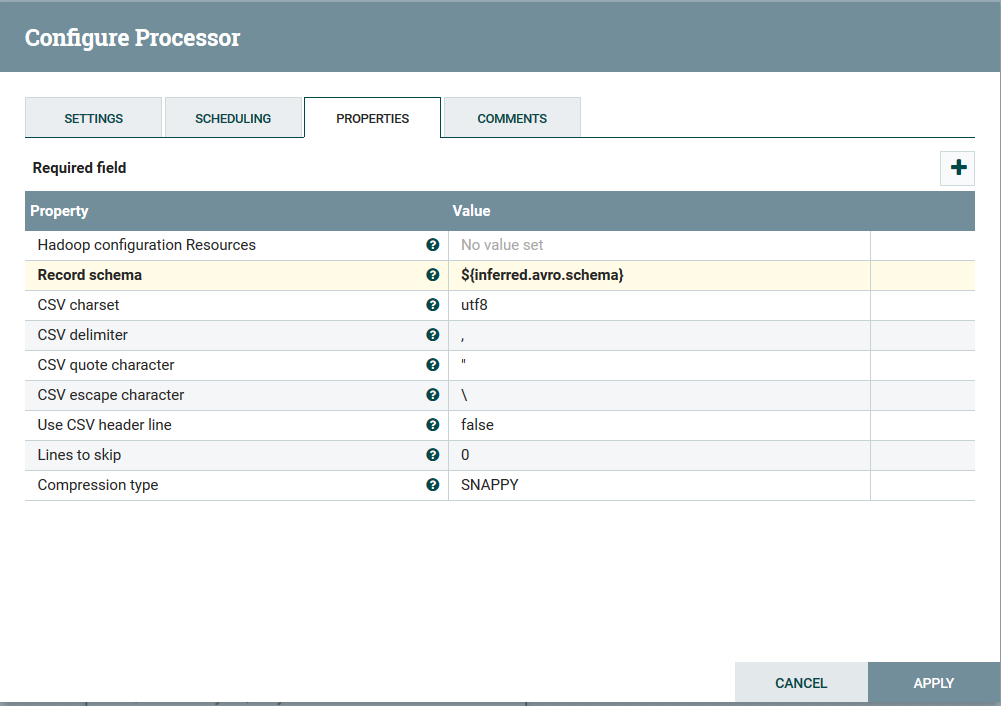 Configure Processor
SETTINGS SCHEDULING PROPERTIES COMMENTS
Required field
Property Value
Hadoop configuration Resources No value set
Record schema ${inferred.avro.schema}
CSV charset utf8
CSV delimiter ,
CSV quote character "
CSV escape character \
Use CSV header line false
Lines to skip 0
Compression type SNAPPY
CANCEL APPLY